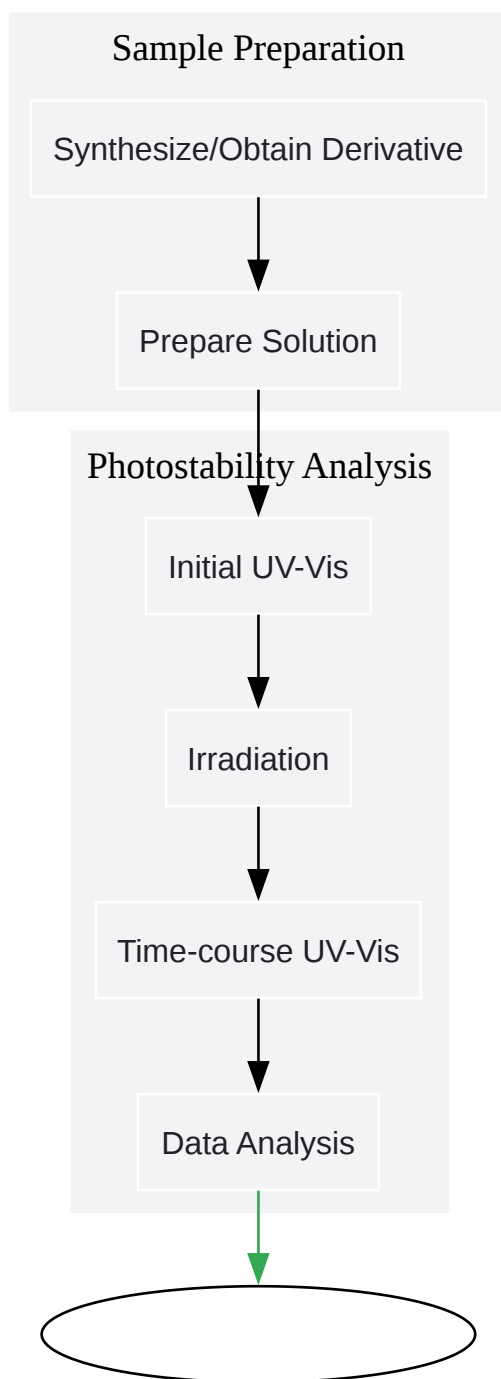 Sample Preparation
Synthesize/Obtain Derivative
Prepare Solution
Photostability Analysis
Initial UV-Vis
Irradiation
Time-course UV-Vis
Data Analysis